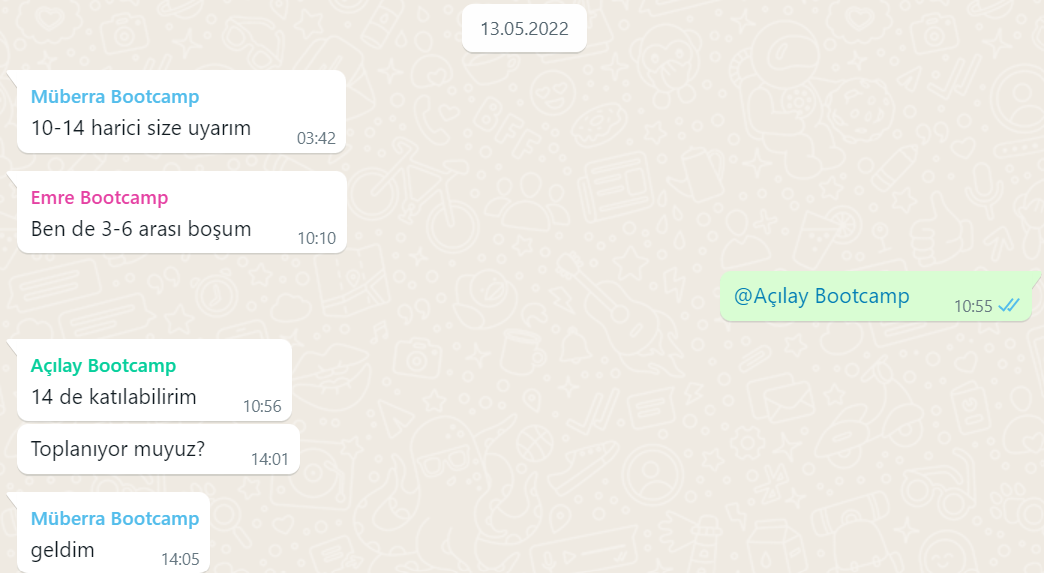 13.05.2022
Müberra Bootcamp
10-14 harici size uyarım
03:42
Emre Bootcamp
Ben de 3-6 arası boşum
10:10
@Açılay Bootcamp
10:55
Açılay Bootcamp
14 de katılabilirim
10:56
Toplanıyor muyuz?
14:01
Müberra Bootcamp
geldim
14:05